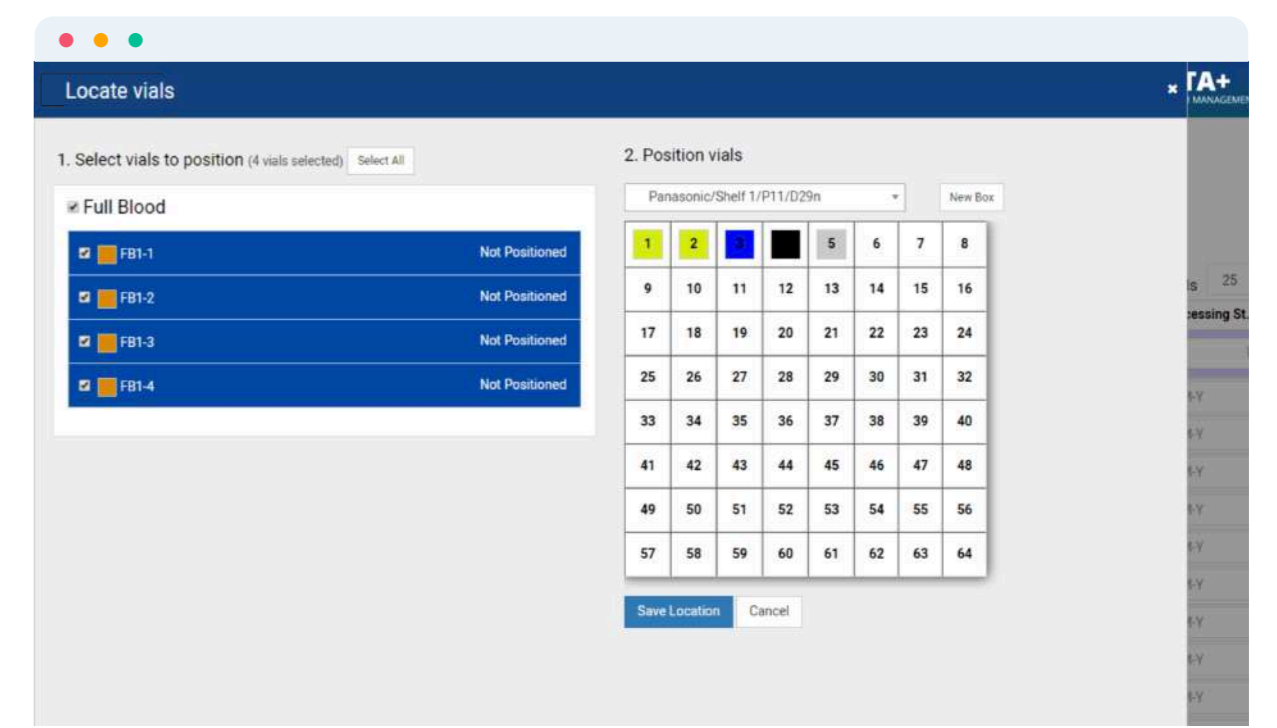 Locate vials
×
TA+
MANAGEMEN
1. Select vials to position (4 vials selected) Select All
Full Blood
FB1-1 Not Positioned
FB1-2 Not Positioned
FB1-3 Not Positioned
FB1-4 Not Positioned
2. Position vials
Panasonic/Shelf 1/P11/D29n
New Box
1 2 3 5 6 7 8
9 10 11 12 13 14 15 16
17 18 19 20 21 22 23 24
25 26 27 28 29 30 31 32
33 34 35 36 37 38 39 40
41 42 43 44 45 46 47 48
49 50 51 52 53 54 55 56
57 58 59 60 61 62 63 64
Save Location Cancel
ls 25
essing St.